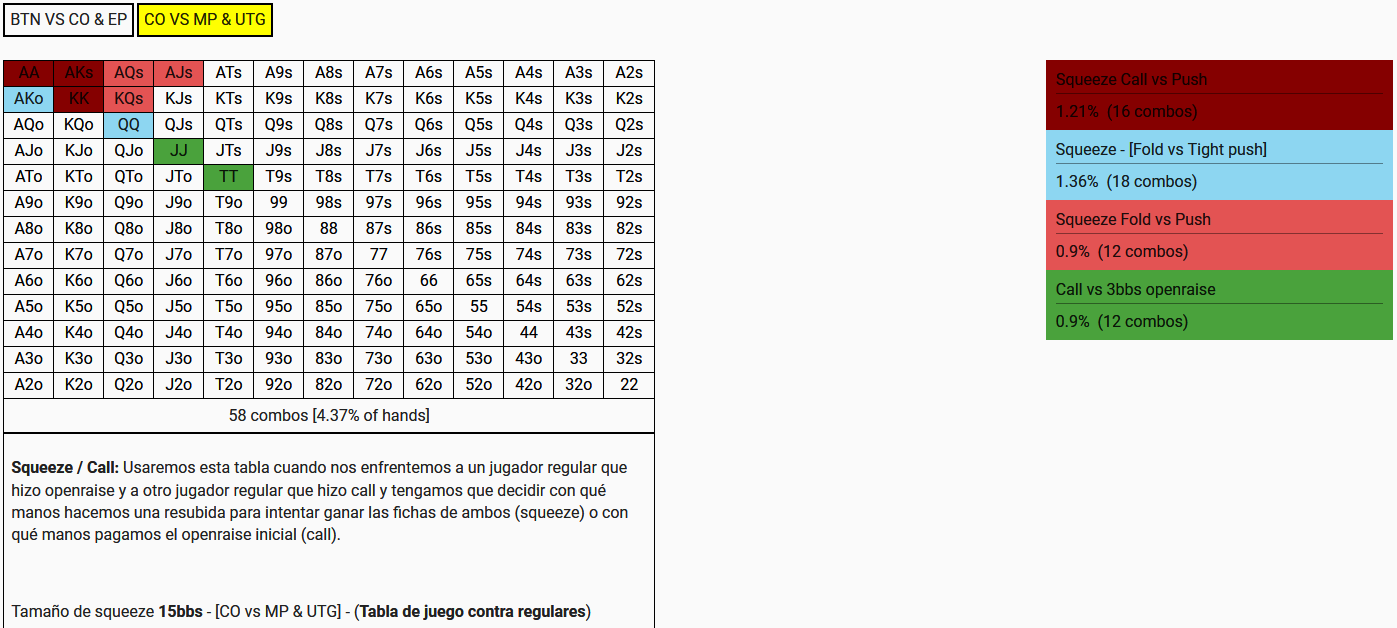 BTN VS CO & EP CO VS MP & UTG
AA AKs AQs AJs ATs A9s A8s A7s A6s A5s A4s A3s A2s
AKo KK KQs KJs KTs K9s K8s K7s K6s K5s K4s K3s K2s
AQo KQo QQ QJs QTs Q9s Q8s Q7s Q6s Q5s Q4s Q3s Q2s
AJo KJo QJo JJ JTs J9s J8s J7s J6s J5s J4s J3s J2s
ATo KTo QTo JTo TT T9s T8s T7s T6s T5s T4s T3s T2s
A9o K9o Q9o J9o T9o 99 98s 97s 96s 95s 94s 93s 92s
A8o K8o Q8o J8o T8o 98o 88 87s 86s 85s 84s 83s 82s
A7o K7o Q7o J7o T7o 97o 87o 77 76s 75s 74s 73s 72s
A6o K6o Q6o J6o T6o 96o 86o 76o 66 65s 64s 63s 62s
A5o K5o Q5o J5o T5o 95o 85o 75o 65o 55 54s 53s 52s
A4o K4o Q4o J4o T4o 94o 84o 74o 64o 54o 44 43s 42s
A3o K3o Q3o J3o T3o 93o 83o 73o 63o 53o 43o 33 32s
A2o K2o Q2o J2o T2o 92o 82o 72o 62o 52o 42o 32o 22
58 combos [4.37% of hands]
Squeeze / Call: Usaremos esta tabla cuando nos enfrentemos a un jugador regular que
hizo openraise y a otro jugador regular que hizo call y tengamos que decidir con qué
manos hacemos una resubida para intentar ganar las fichas de ambos (squeeze) o con
qué manos pagamos el openraise inicial (call).
Tamaño de squeeze 15bbs - [CO vs MP & UTG] - (Tabla de juego contra regulares)
Squeeze Call vs Push
1.21% (16 combos)
Squeeze - [Fold vs Tight push]
1.36% (18 combos)
Squeeze Fold vs Push
0.9% (12 combos)
Call vs 3bbs openraise
0.9% (12 combos)